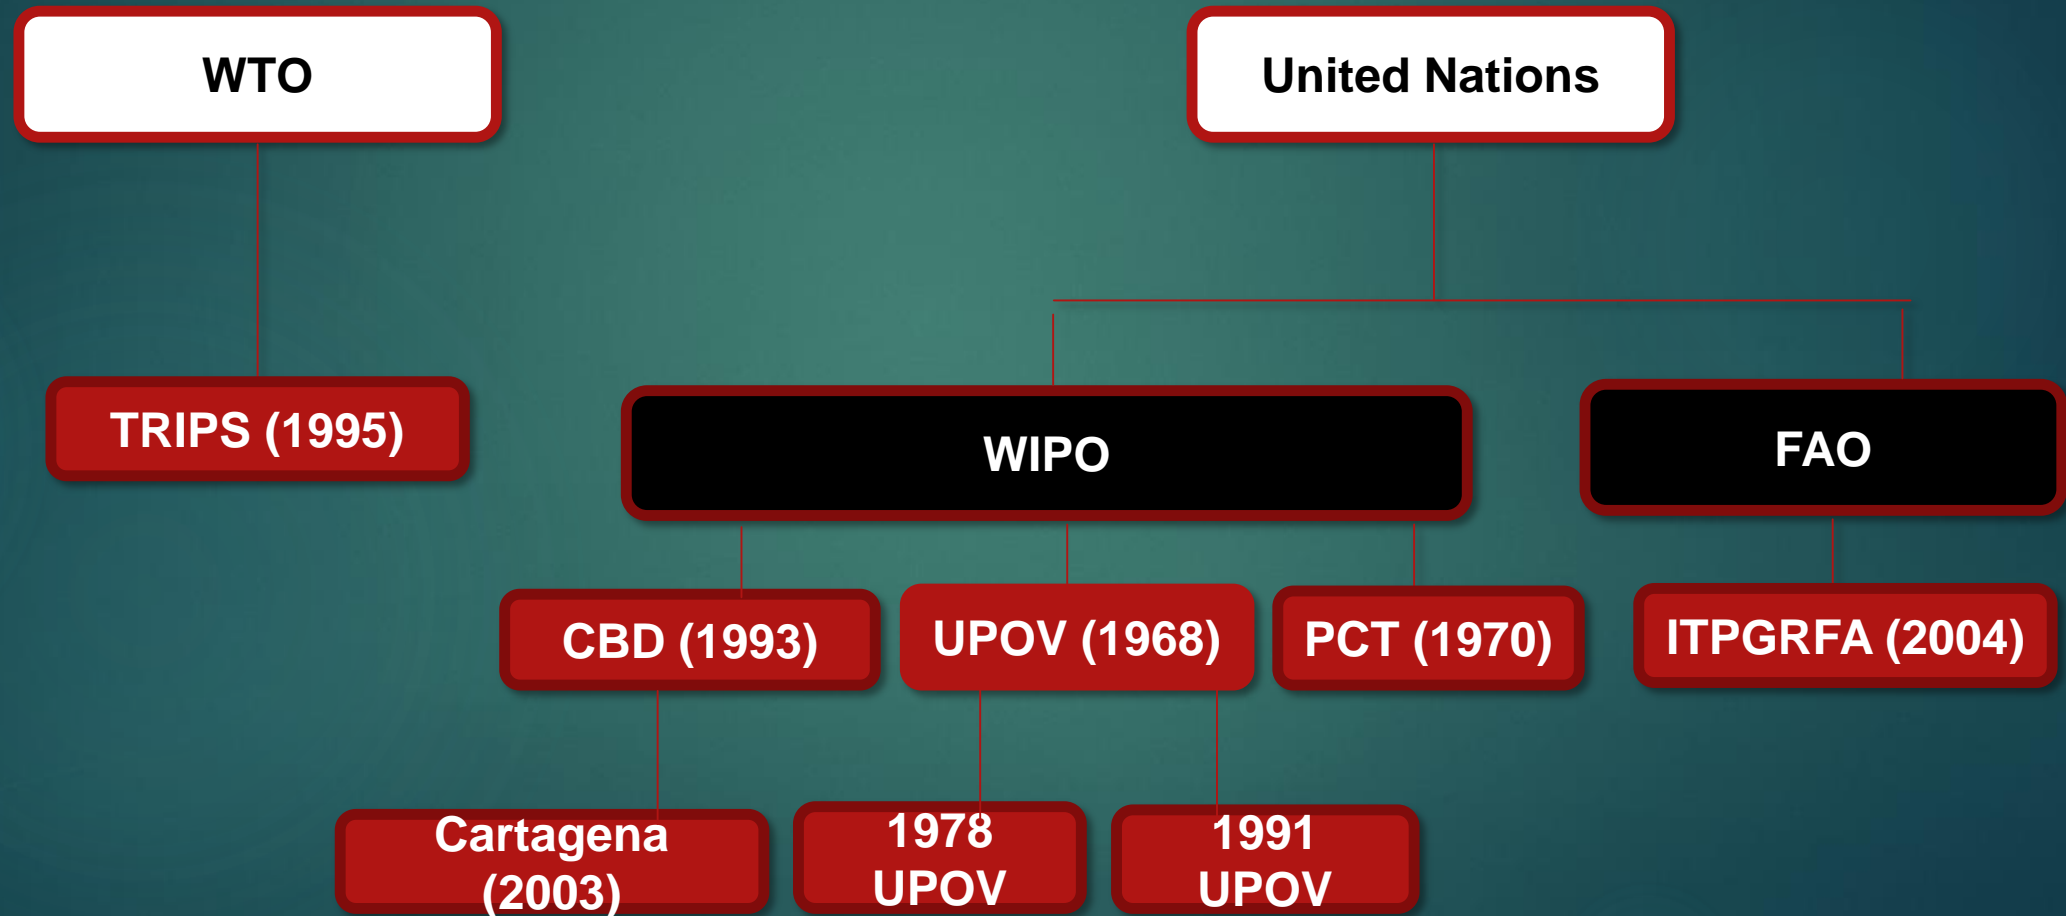 WTO
United Nations
TRIPS (1995)
WIPO
FAO
CBD (1993)
UPOV (1968)
PCT (1970)
ITPGRFA (2004)
Cartagena
(2003)
1978
UPOV
1991
UPOV